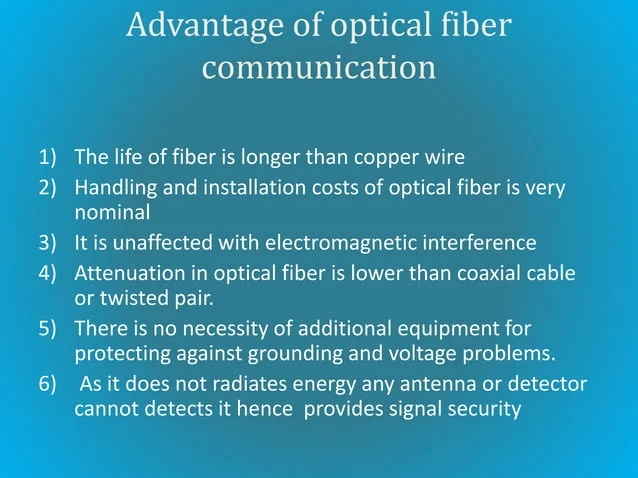 Advantage of optical fiber
communication
1) The life of fiber is longer than copper wire
2) Handling and installation costs of optical fiber is very
nominal
3) It is unaffected with electromagnetic interference
4) Attenuation in optical fiber is lower than coaxial cable
or twisted pair.
5) There is no necessity of additional equipment for
protecting against grounding and voltage problems.
6) As it does not radiates energy any antenna or detector
cannot detects it hence provides signal security